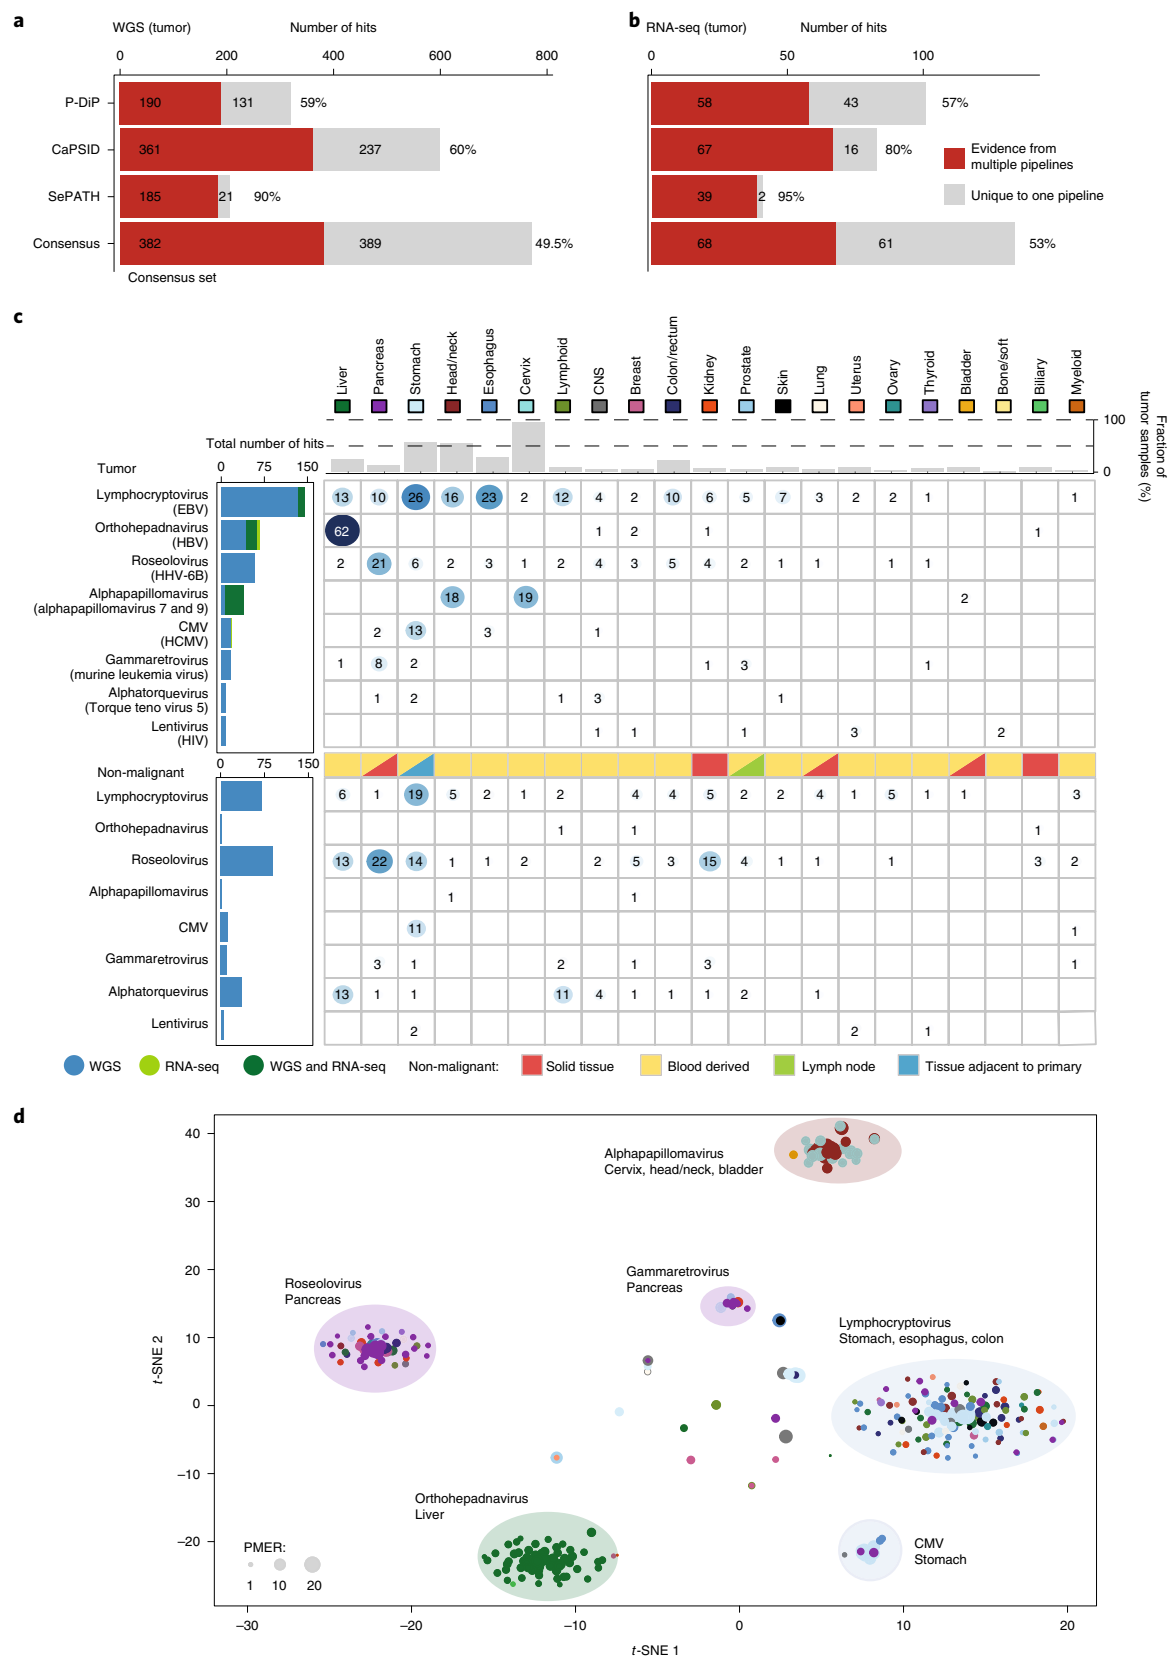 a
WGS (tumor) Number of hits
0 200 400 600 800
P-DiP 190 131 59%
CaPSID 361 237 60%
SePATH 185 21 90%
Consensus 382 389 49.5%
Consensus set
b
RNA-seq (tumor) Number of hits
0 50 100
58 43 57%
67 16 80%
39 2 95%
68 61 53%
Evidence from
multiple pipelines
Unique to one pipeline
c
Liver
Pancreas
Stomach
Head/neck
Esophagus
Cervix
Lymphoid
CNS
Breast
Colon/rectum
Kidney
Prostate
Skin
Lung
Uterus
Ovary
Thyroid
Bladder
Bone/soft
Biliary
Myeloid
100
0
Fraction of
tumor samples (%)
Total number of hits
Tumor 0 75 150
Lymphocryptovirus
(EBV)
13 10 26 16 23 2 12 4 2 10 6 5 7 3 2 2 1 1
Orthohepadnavirus
(HBV)
62 1 2 1 1
Roseolovirus
(HHV-6B)
2 21 6 2 3 1 2 4 3 5 4 2 1 1 1 1
Alphapapillomavirus
(alphapapillomavirus 7 and 9)
18 19 2
CMV
(HCMV)
2 13 3 1
Gammaretrovirus
(murine leukemia virus)
1 8 2 1 3 1
Alphatorquevirus
(Torque teno virus 5)
1 2 1 3 1
Lentivirus
(HIV)
1 1 1 3 2
Non-malignant 0 75 150
Lymphocryptovirus 6 1 19 5 2 1 2 4 4 5 2 2 4 1 5 1 1 3
Orthohepadnavirus 1 1 1
Roseolovirus 13 22 14 1 1 2 2 5 3 15 4 1 1 1 3 2
Alphapapillomavirus 1 1
CMV 11 1
Gammaretrovirus 3 1 2 1 3 1
Alphatorquevirus 13 1 1 11 4 1 1 1 2 1
Lentivirus 2 2 1
WGS RNA-seq WGS and RNA-seq Non-malignant: Solid tissue Blood derived Lymph node Tissue adjacent to primary
d
t-SNE 2
40
30
20
10
0
−10
−20
Alphapapillomavirus
Cervix, head/neck, bladder
Roseolovirus
Pancreas
Gammaretrovirus
Pancreas
Lymphocryptovirus
Stomach, esophagus, colon
Orthohepadnavirus
Liver
CMV
Stomach
PMER:
1 10 20
−30 −20 −10 0 10 20
t-SNE 1